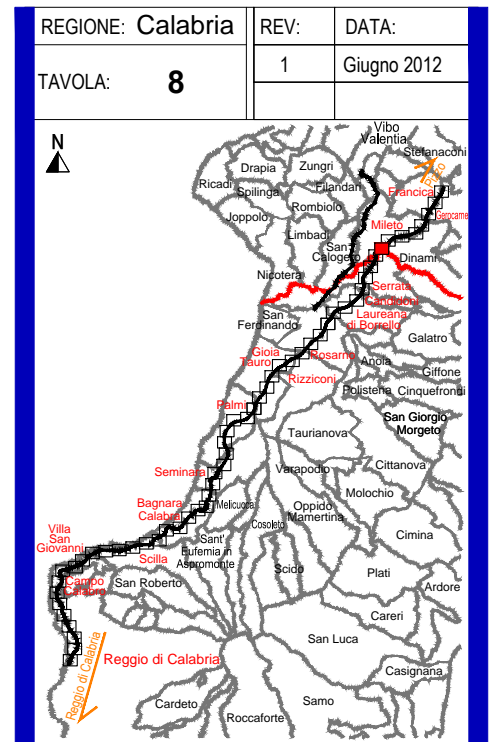 REGIONE: Calabria
REV:
DATA:
TAVOLA: 8
1
Giugno 2012
N
Vibo
Valentia
Stefanaconi
Pizzo
Drapia
Zungri
Ricadi
Spilinga
Filandari
Francica
Joppolo
Rombiolo
Gerocarne
Limbadi
Mileto
San
Calogero
Dinami
Nicotera
Serrata
Candidoni
San
Ferdinando
Laureana
di Borrello
Galatro
Gioia
Tauro
Rosarno
Anoia
Giffone
Rizziconi
Polistena
Cinquefrondi
Palmi
San Giorgio
Morgeto
Taurianova
Seminara
Varapodio
Cittanova
Molochio
Bagnara
Calabra
Melicucca
Oppido
Mamertina
Cosoleto
Villa
San
Giovanni
Sant'
Eufemia in
Aspromonte
Cimina
Scilla
Scido
Plati
Campo
Calabro
San Roberto
Ardore
Careri
San Luca
Reggio di Calabria
Reggio di Calabria
Casignana
Samo
Cardeto
Roccaforte